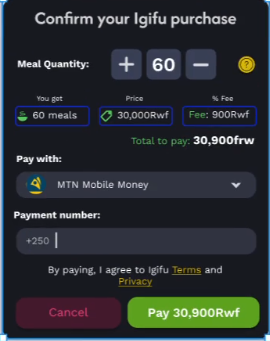 Confirm your Igifu purchase
Meal Quantity: + 60 − ?
You get Price % Fee
60 meals 30,000Rwf Fee: 900Rwf
Total to pay: 30,900frw
Pay with:
MTN Mobile Money
Payment number:
+250
By paying, I agree to Igifu Terms and
Privacy
Cancel Pay 30,900Rwf